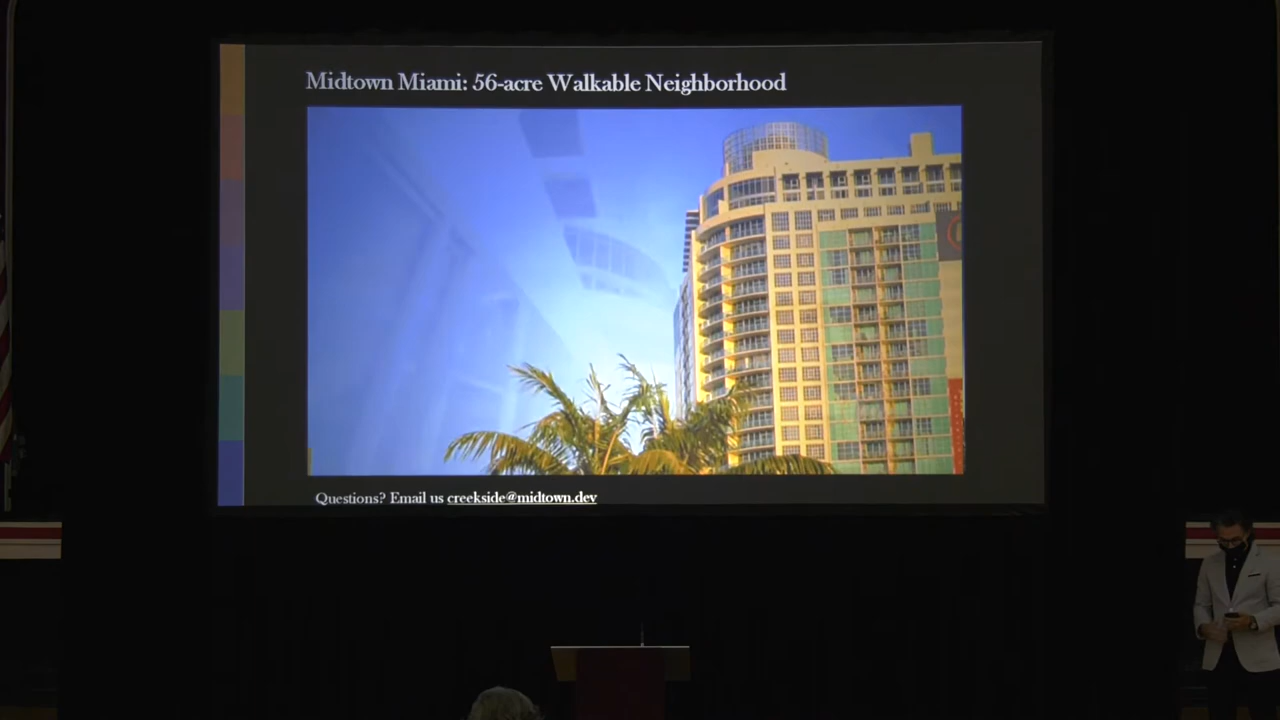 Midtown Miami: 56-acre Walkable Neighborhood
Questions? Email us creekside@midtown.dev